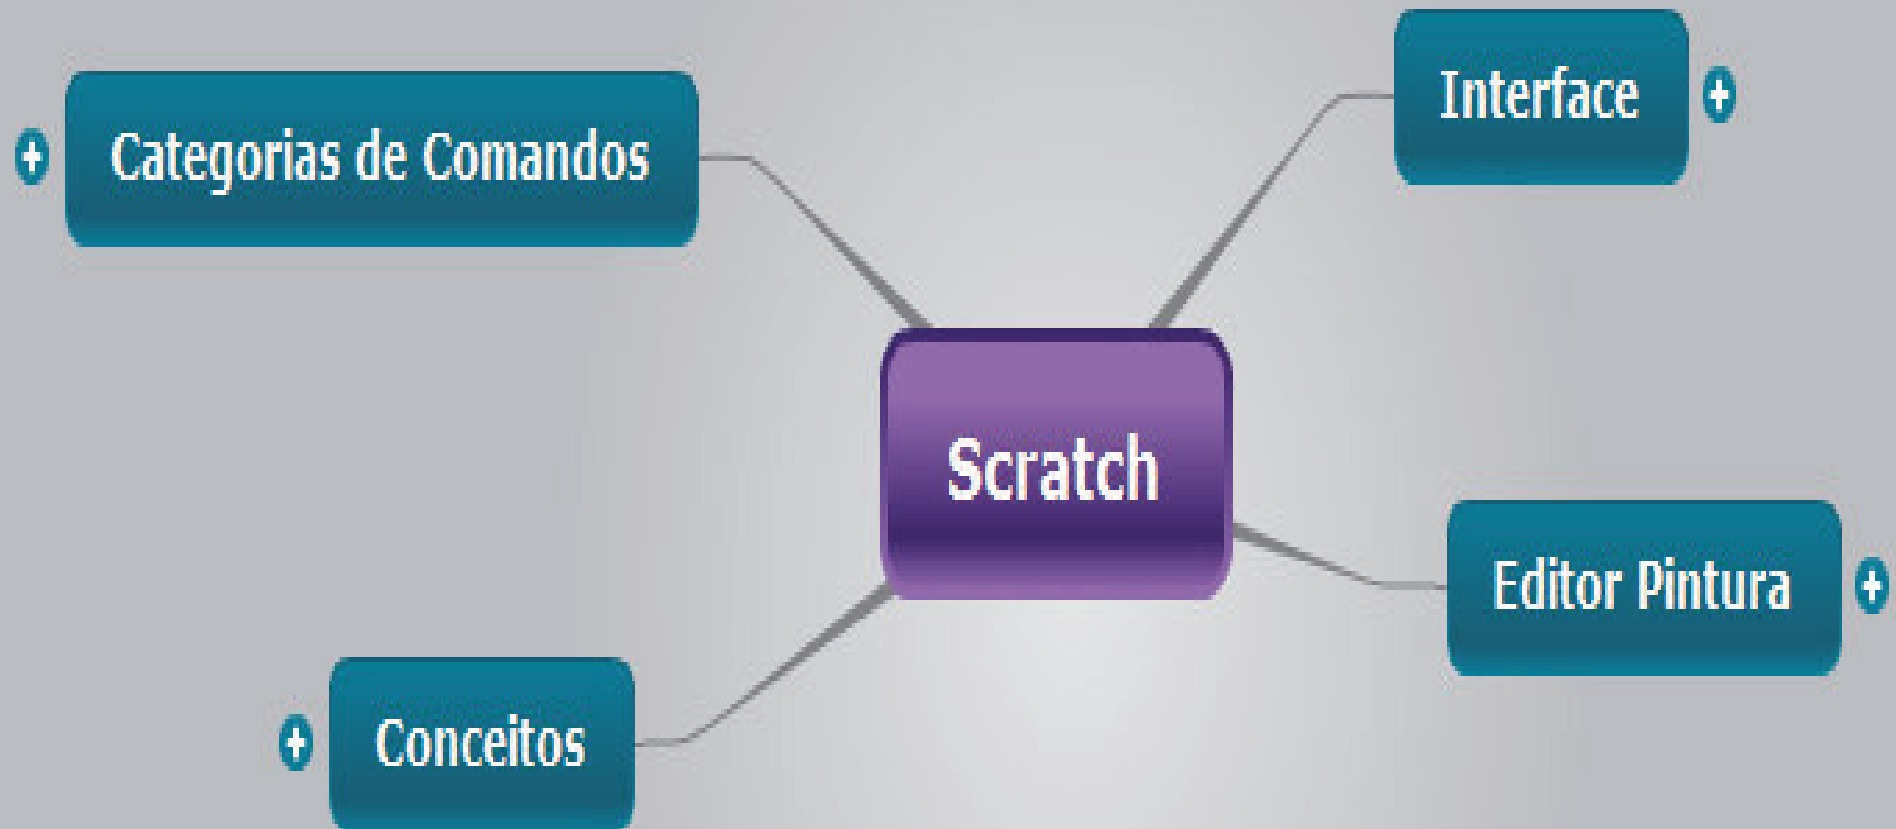 Interface
Categorias de Comandos
Scratch
Editor Pintura
Conceitos